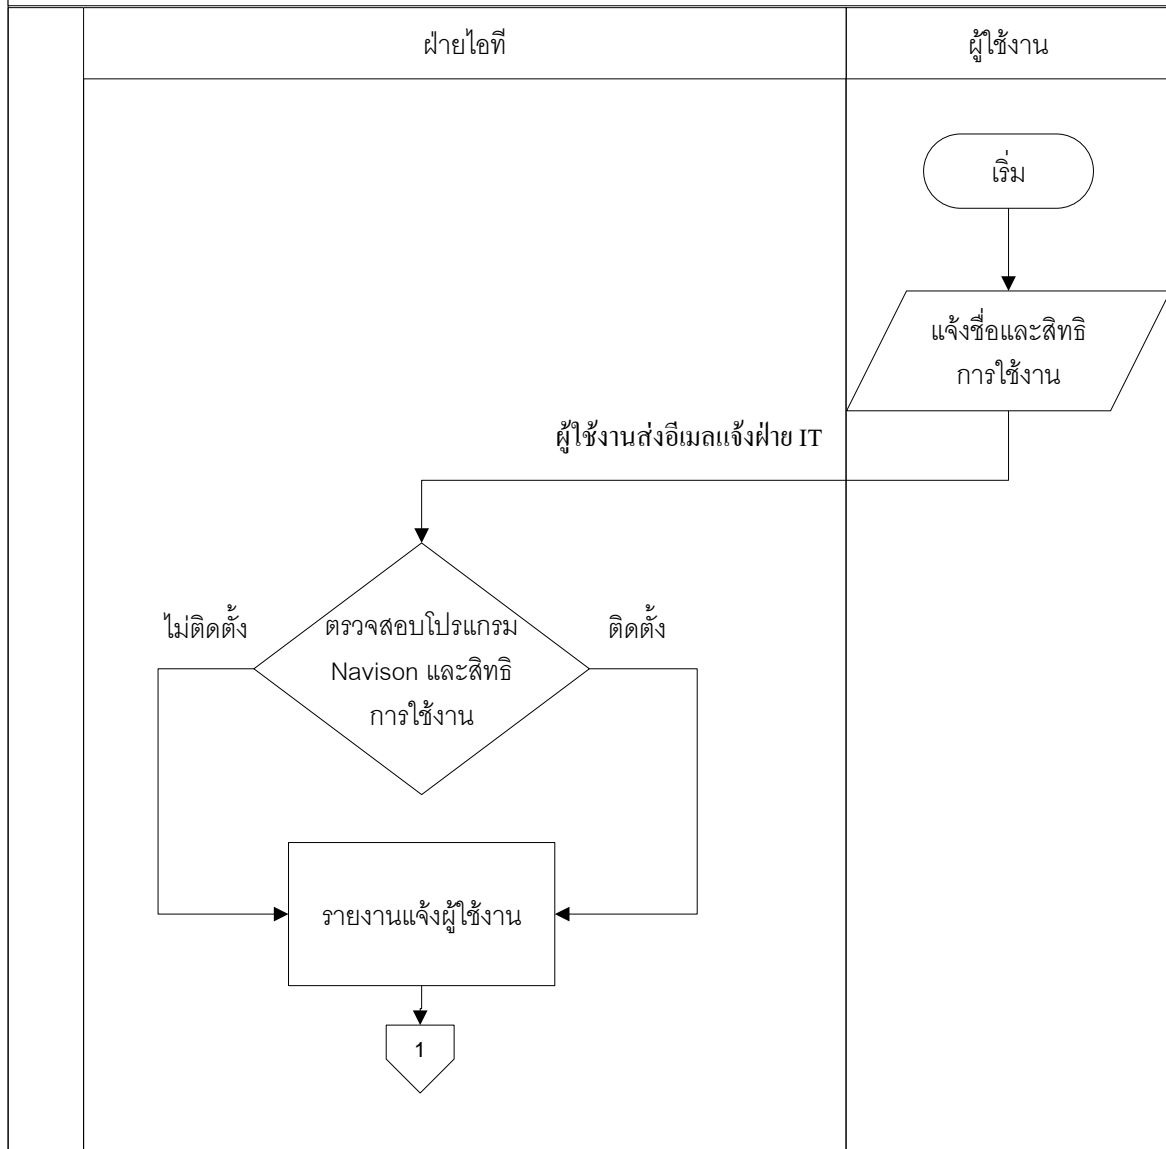 ฝ่ายไอที
ผู้ใช้งาน
เริ่ม
แจ้งชื่อและสิทธิ
การใช้งาน
ผู้ใช้งานส่งอีเมลแจ้งฝ่าย IT
ไม่ติดตั้ง
ตรวจสอบโปรแกรม
Navison และสิทธิ
การใช้งาน
ติดตั้ง
รายงานแจ้งผู้ใช้งาน
1